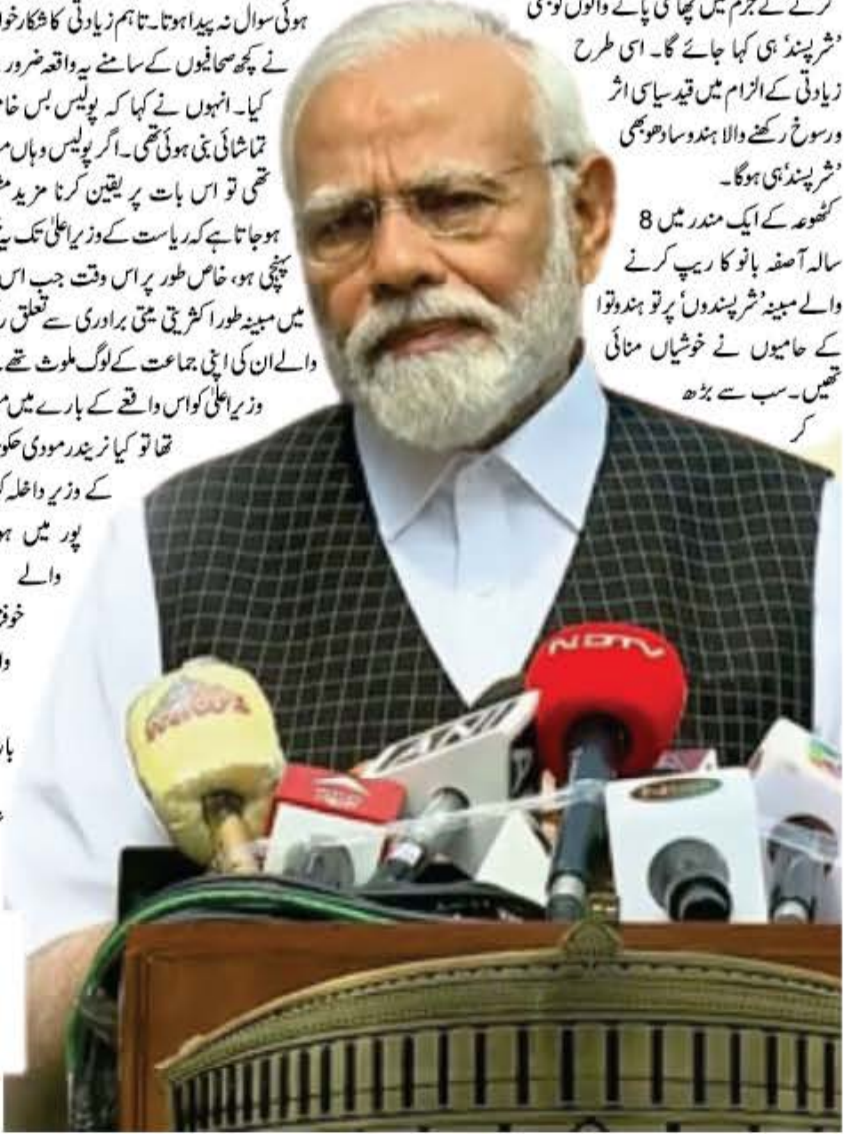 کرنے کے جرم میں پھانسی پانے والوں کو بھی
’شرپسند‘ ہی کہا جائے گا۔ اسی طرح
زیادتی کے الزام میں قید سیاسی اثر
ورسوخ رکھنے والا ہندو سادھو بھی
’شرپسند‘ ہی ہوگا۔
کٹھوعہ کے ایک مندر میں 8
سالہ آصفہ بانو کا ریپ کرنے
والے مبینہ ’شرپسندوں‘ پر تو ہندوتوا
کے حامیوں نے خوشیاں منائی
تھیں۔ سب سے بڑھ
کر
ہوئی سوال نہ پیدا ہوتا۔ تاہم زیادتی کا شکار
نے کچھ صحافیوں کے سامنے یہ واقعہ ضرور
کیا۔ انہوں نے کہا کہ پولیس بس
تماشائی بنی ہوئی تھی۔ اگر پولیس وہاں
تھی تو اس بات پر یقین کرنا مزید
ہوجاتا ہے کہ ریاست کے وزیراعلیٰ تک
پہنچی ہو، خاص طور پر اس وقت جب اس
میں مبینہ طور اکثریتی میتی برادری سے تعلق
والے ان کی اپنی جماعت کے لوگ ملوث تھے۔
وزیراعلیٰ کو اس واقعے کے بارے میں
تھا تو کیا نریندر مودی
کے وزیر داخلہ
پور میں
والے
NDTV
ANI